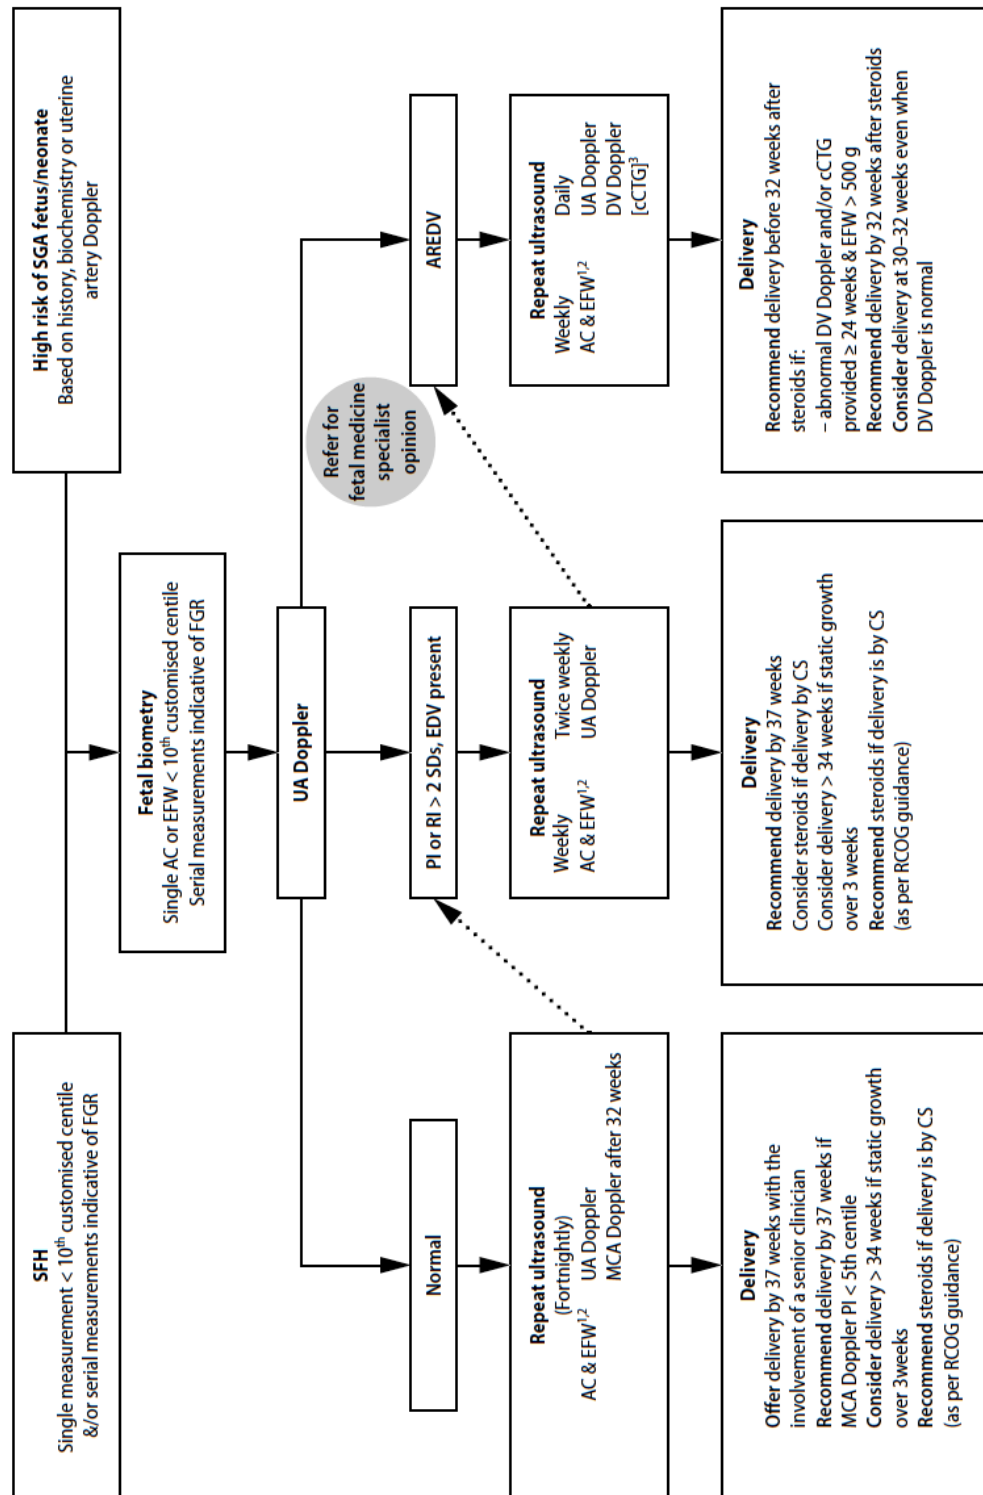 SFH
Single measurement < 10th customised centile
&/or serial measurements indicative of FGR
High risk of SGA fetus/neonate
Based on history, biochemistry or uterine
artery Doppler
Fetal biometry
Single AC or EFW < 10th customised centile
Serial measurements indicative of FGR
UA Doppler
Refer for
fetal medicine
specialist
opinion
Normal
PI or RI > 2 SDs, EDV present
AREDV
Repeat ultrasound
(Fortnightly)
AC & EFW1,2 UA Doppler
MCA Doppler after 32 weeks
Repeat ultrasound
Weekly Twice weekly
AC & EFW1,2 UA Doppler
Repeat ultrasound
Weekly Daily
AC & EFW1,2 UA Doppler
DV Doppler
[cCTG]3
Delivery
Offer delivery by 37 weeks with the
involvement of a senior clinician
Recommend delivery by 37 weeks if
MCA Doppler PI < 5th centile
Consider delivery > 34 weeks if static growth
over 3weeks
Recommend steroids if delivery is by CS
(as per RCOG guidance)
Delivery
Recommend delivery by 37 weeks
Consider steroids if delivery by CS
Consider delivery > 34 weeks if static growth
over 3 weeks
Recommend steroids if delivery is by CS
(as per RCOG guidance)
Delivery
Recommend delivery before 32 weeks after
steroids if:
– abnormal DV Doppler and/or cCTG
provided ≥ 24 weeks & EFW > 500 g
Recommend delivery by 32 weeks after steroids
Consider delivery at 30–32 weeks even when
DV Doppler is normal